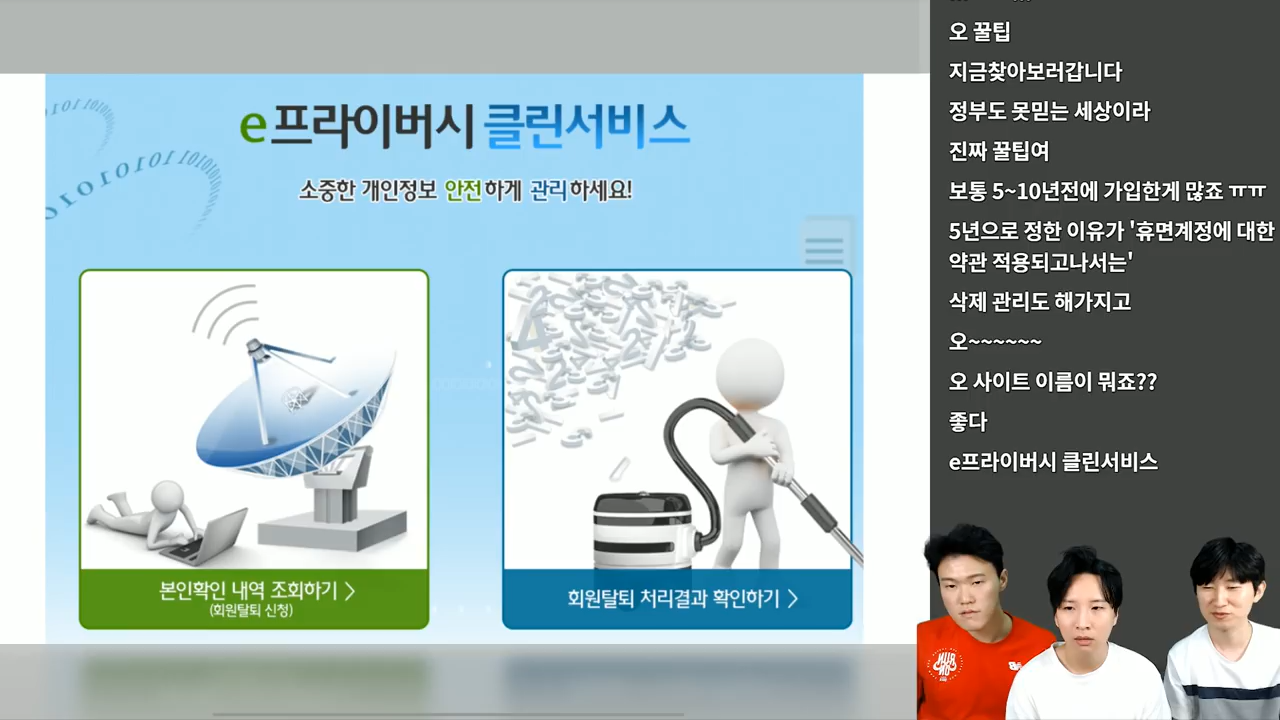 e프라이버시 클린서비스
소중한 개인정보 안전하게 관리하세요!
본인확인 내역 조회하기 >
(회원탈퇴 신청)
회원탈퇴 처리결과 확인하기 >
오 꿀팁
지금찾아보러갑니다
정부도 못믿는 세상이라
진짜 꿀팁여
보통 5~10년전에 가입한게 많죠 ㅠㅠ
5년으로 정한 이유가 '휴면계정에 대한
약관 적용되고나서는'
삭제 관리도 해가지고
오~~~~~~
오 사이트 이름이 뭐죠??
좋다
e프라이버시 클린서비스